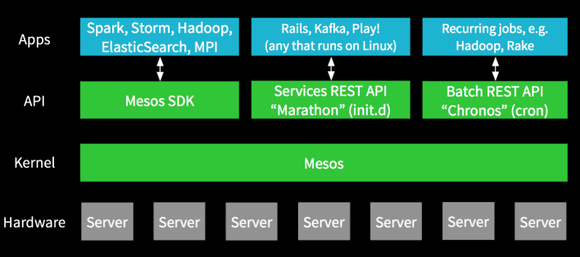 Apps
Spark, Storm, Hadoop,
ElasticSearch, MPI
Rails, Kafka, Play!
(any that runs on Linux)
Recurring jobs, e.g.
Hadoop, Rake
API
Mesos SDK
Services REST API
“Marathon” (init.d)
Batch REST API
“Chronos” (cron)
Kernel
Mesos
Hardware
Server
Server
Server
Server
Server
Server
Server